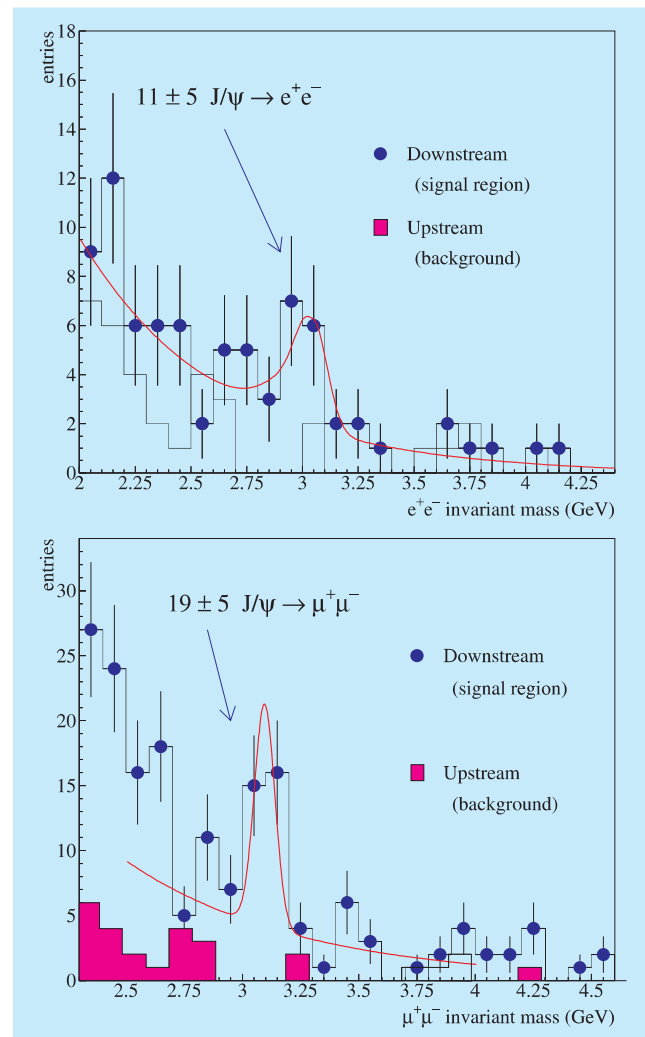 entries
18
16
14
12
10
8
6
4
2
0
11 ± 5 J/ψ → e⁺e⁻
Downstream
(signal region)
Upstream
(background)
2 2.25 2.5 2.75 3 3.25 3.5 3.75 4 4.25
e⁺e⁻ invariant mass (GeV)
entries
30
25
20
15
10
5
0
19 ± 5 J/ψ → μ⁺μ⁻
Downstream
(signal region)
Upstream
(background)
2.5 2.75 3 3.25 3.5 3.75 4 4.25 4.5
μ⁺μ⁻ invariant mass (GeV)